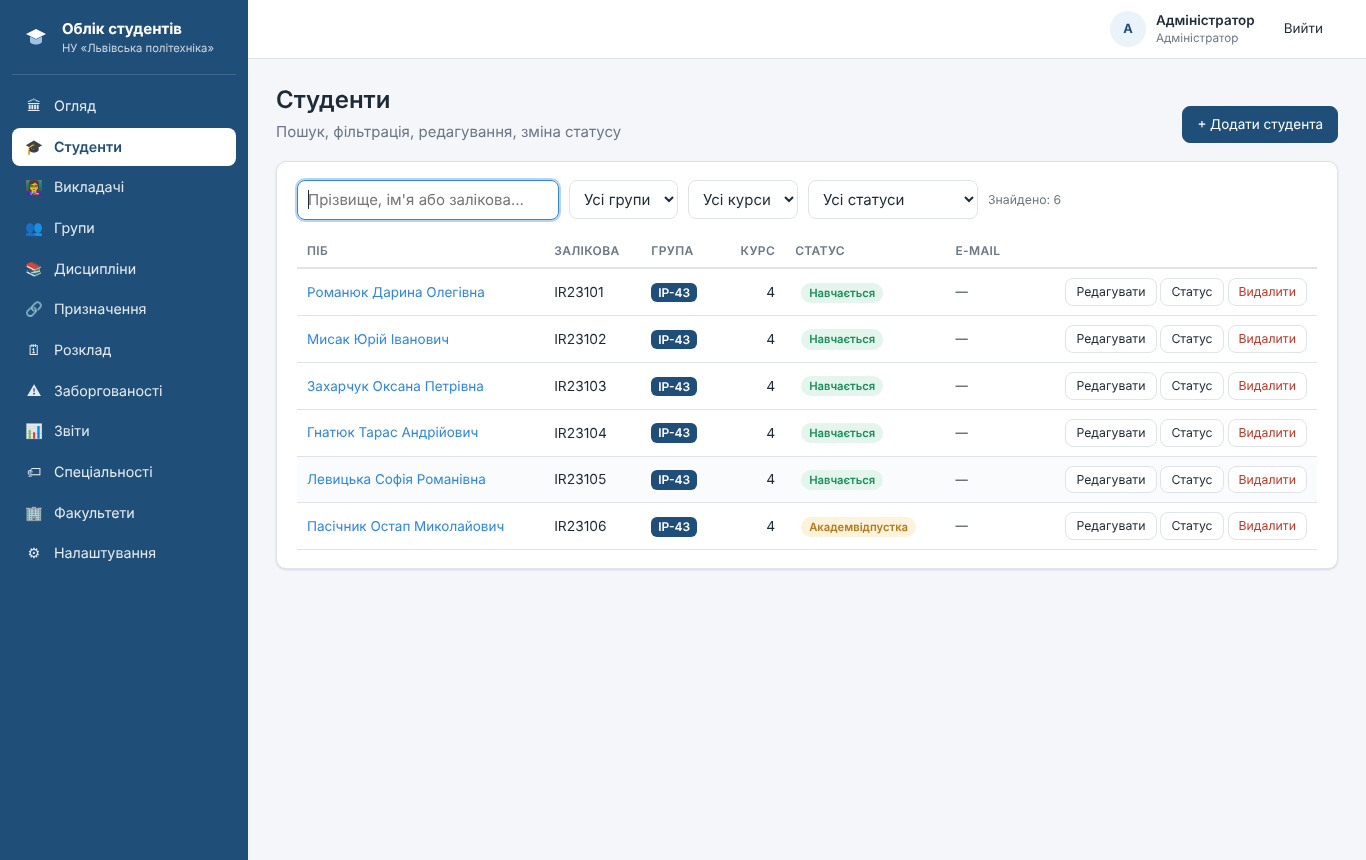 Облік студентів
НУ «Львівська політехніка»
Огляд
Студенти
Викладачі
Групи
Дисципліни
Призначення
Розклад
Заборгованості
Звіти
Спеціальності
Факультети
Налаштування
А
Адміністратор
Адміністратор
Вийти
Студенти
Пошук, фільтрація, редагування, зміна статусу
+ Додати студента
Прізвище, ім'я або залікова... Усі групи Усі курси Усі статуси Знайдено: 6
ПІБ ЗАЛІКОВА ГРУПА КУРС СТАТУС E-MAIL
Романюк Дарина Олегівна IR23101 ІР-43 4 Навчається — Редагувати Статус Видалити
Мисак Юрій Іванович IR23102 ІР-43 4 Навчається — Редагувати Статус Видалити
Захарчук Оксана Петрівна IR23103 ІР-43 4 Навчається — Редагувати Статус Видалити
Гнатюк Тарас Андрійович IR23104 ІР-43 4 Навчається — Редагувати Статус Видалити
Левицька Софія Романівна IR23105 ІР-43 4 Навчається — Редагувати Статус Видалити
Пасічник Остап Миколайович IR23106 ІР-43 4 Академвідпустка — Редагувати Статус Видалити